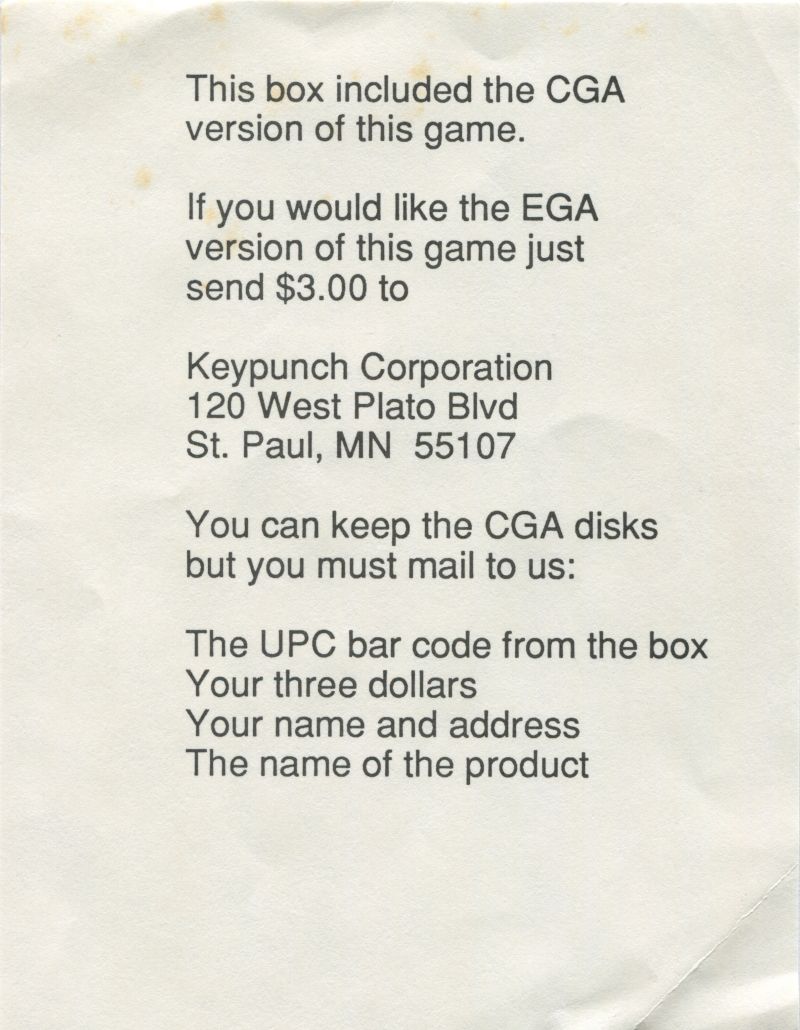 This box included the CGA
version of this game.
If you would like the EGA
version of this game just
send $3.00 to
Keypunch Corporation
120 West Plato Blvd
St. Paul, MN  55107
You can keep the CGA disks
but you must mail to us:
The UPC bar code from the box
Your three dollars
Your name and address
The name of the product